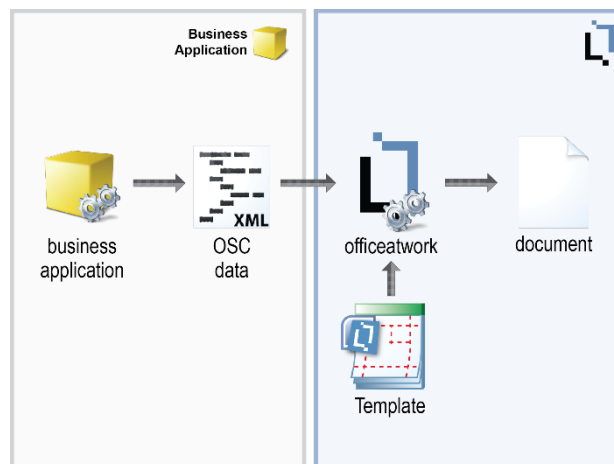 Business
Application
business
application
OSC
data
XML
officeatwork
document
Template